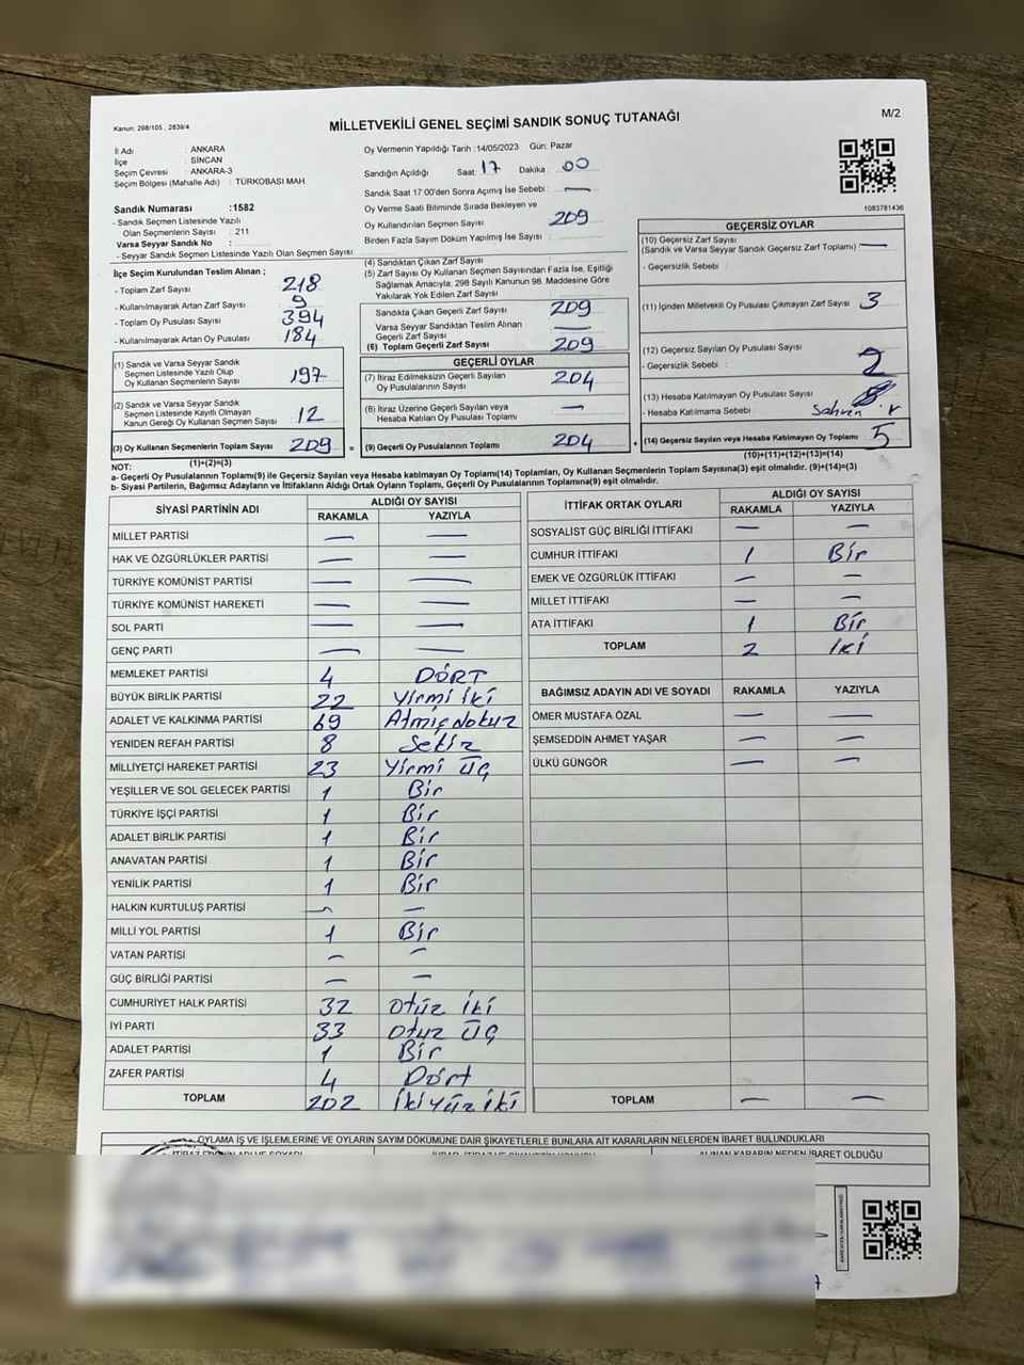 Kanun: 298/105, 2839/4
MİLLETVEKİLİ GENEL SEÇİMİ SANDIK SONUÇ TUTANAĞI
M/2
İl Adı : ANKARA
İlçe : SİNCAN
Seçim Çevresi : ANKARA-3
Seçim Bölgesi (Mahalle Adı) : TÜRKOBASI MAH.
Oy Vermenin Yapıldığı Tarih : 14/05/2023 Gün: Pazar
Sandığın Açıldığı Saat: 17 Dakika : 00
Sandık Saat 17:00'den Sonra Açılmış İse Sebebi : —
Sandık Numarası :1582
- Sandık Seçmen Listesinde Yazılı
Olan Seçmenlerin Sayısı : 211
Varsa Seyyar Sandık No :
- Seyyar Sandık Seçmen Listesinde Yazılı Olan Seçmen Sayısı :
Oy Verme Saati Bitiminde Sırada Bekleyen ve
Oy Kullandırılan Seçmen Sayısı 209
Birden Fazla Sayım Döküm Yapılmış İse Sayısı :
1083781436
İlçe Seçim Kurulundan Teslim Alınan ;
- Toplam Zarf Sayısı : 218
- Kullanılmayarak Artan Zarf Sayısı : 9
- Toplam Oy Pusulası Sayısı : 394
- Kullanılmayarak Artan Oy Pusulası : 184
(1) Sandık ve Varsa Seyyar Sandık
Seçmen Listesinde Yazılı Olup
Oy Kullanan Seçmenlerin Sayısı 197
(2) Sandık ve Varsa Seyyar Sandık
Seçmen Listesinde Kayıtlı Olmayan
Kanun Gereği Oy Kullanan Seçmen Sayısı 12
(3) Oy Kullanan Seçmenlerin Toplam Sayısı 209 =
(1)+(2)=(3)
(4) Sandıktan Çıkan Zarf Sayısı
(5) Zarf Sayısı Oy Kullanan Seçmen Sayısından Fazla İse, Eşitliği
Sağlamak Amacıyla, 298 Sayılı Kanunun 98. Maddesine Göre
Yakılarak Yok Edilen Zarf Sayısı
Sandıkta Çıkan Geçerli Zarf Sayısı 209
Varsa Seyyar Sandıktan Teslim Alınan
Geçerli Zarf Sayısı —
(6) Toplam Geçerli Zarf Sayısı 209
GEÇERLİ OYLAR
(7) İtiraz Edilmeksizin Geçerli Sayılan
Oy Pusulalarının Sayısı 204
(8) İtiraz Üzerine Geçerli Sayılan veya
Hesaba Katılan Oy Pusulası Toplamı —
(9) Geçerli Oy Pusulalarının Toplamı 204 +
GEÇERSİZ OYLAR
(10) Geçersiz Zarf Sayısı
(Sandık ve Varsa Seyyar Sandık Geçersiz Zarf Toplamı) —
- Geçersizlik Sebebi :
(11) İçinden Milletvekili Oy Pusulası Çıkmayan Zarf Sayısı 3
(12) Geçersiz Sayılan Oy Pusulası Sayısı 2
- Geçersizlik Sebebi :
(13) Hesaba Katılmayan Oy Pusulası Sayısı
- Hesaba Katılmama Sebebi :
(14) Geçersiz Sayılan veya Hesaba Katılmayan Oy Toplamı 5
(10)+(11)+(12)+(13)=(14)
NOT:
a- Geçerli Oy Pusulalarının Toplamı(9) ile Geçersiz Sayılan veya Hesaba katılmayan Oy Toplamı(14) Toplamları, Oy Kullanan Seçmenlerin Toplam Sayısına(3) eşit olmalıdır. (9)+(14)=(3)
b- Siyasi Partilerin, Bağımsız Adayların ve İttifakların Aldığı Ortak Oyların Toplamı, Geçerli Oy Pusulalarının Toplamına(9) eşit olmalıdır.
SİYASİ PARTİNİN ADI ALDIĞI OY SAYISI
RAKAMLA YAZIYLA
MİLLET PARTİSİ — —
HAK VE ÖZGÜRLÜKLER PARTİSİ — —
TÜRKİYE KOMÜNİST PARTİSİ — —
TÜRKİYE KOMÜNİST HAREKETİ — —
SOL PARTİ — —
GENÇ PARTİ — —
MEMLEKET PARTİSİ 4 DÖRT
BÜYÜK BİRLİK PARTİSİ 22 Yirmi iki
ADALET VE KALKINMA PARTİSİ 69 Atmiş dokuz
YENİDEN REFAH PARTİSİ 8 Sekiz
MİLLİYETÇİ HAREKET PARTİSİ 23 Yirmi Üç
YEŞİLLER VE SOL GELECEK PARTİSİ 1 Bir
TÜRKİYE İŞÇİ PARTİSİ 1 Bir
ADALET BİRLİK PARTİSİ 1 Bir
ANAVATAN PARTİSİ 1 Bir
YENİLİK PARTİSİ 1 Bir
HALKIN KURTULUŞ PARTİSİ — —
MİLLİ YOL PARTİSİ 1 Bir
VATAN PARTİSİ — —
GÜÇ BİRLİĞİ PARTİSİ — —
CUMHURİYET HALK PARTİSİ 32 Otuz iki
İYİ PARTİ 33 Otuz Üç
ADALET PARTİSİ 1 Bir
ZAFER PARTİSİ 4 Dört
TOPLAM 202 İki yüz iki
İTTİFAK ORTAK OYLARI ALDIĞI OY SAYISI
RAKAMLA YAZIYLA
SOSYALİST GÜÇ BİRLİĞİ İTTİFAKI — —
CUMHUR İTTİFAKI 1 Bir
EMEK VE ÖZGÜRLÜK İTTİFAKI — —
MİLLET İTTİFAKI — —
ATA İTTİFAKI 1 Bir
TOPLAM 2 İki
BAĞIMSIZ ADAYIN ADI VE SOYADI RAKAMLA YAZIYLA
ÖMER MUSTAFA ÖZAL — —
ŞEMSEDDİN AHMET YAŞAR — —
ÜLKÜ GÜNGÖR — —
TOPLAM — —
OYLAMA İŞ VE İŞLEMLERİNE VE OYLARIN SAYIM DÖKÜMÜNE DAİR ŞİKAYETLERLE BUNLARA AİT KARARLARIN NELERDEN İBARET BULUNDUKLARI
ALINAN KARARIN NEDEN İBARET OLDUĞU